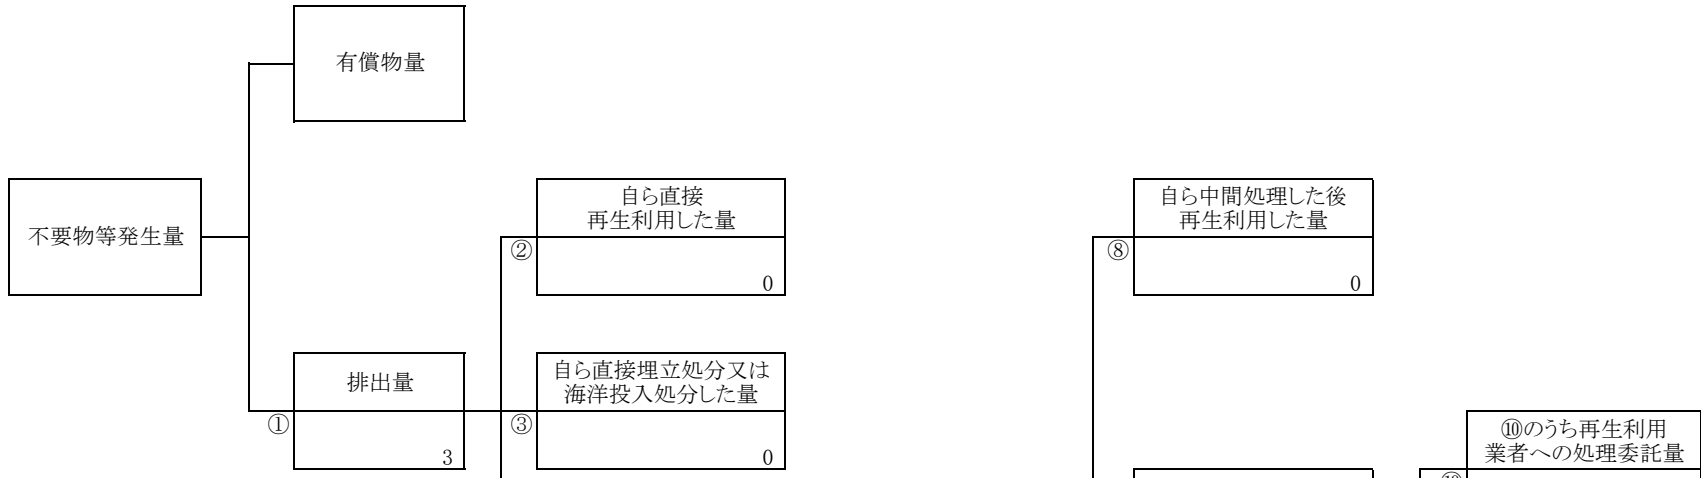 有償物量
不要物等発生量
自ら直接
再生利用した量
②
0
自ら中間処理した後
再生利用した量
⑧
0
排出量
①
3
自ら直接埋立処分又は
海洋投入処分した量
③
0
⑩のうち再生利用
業者への処理委託量